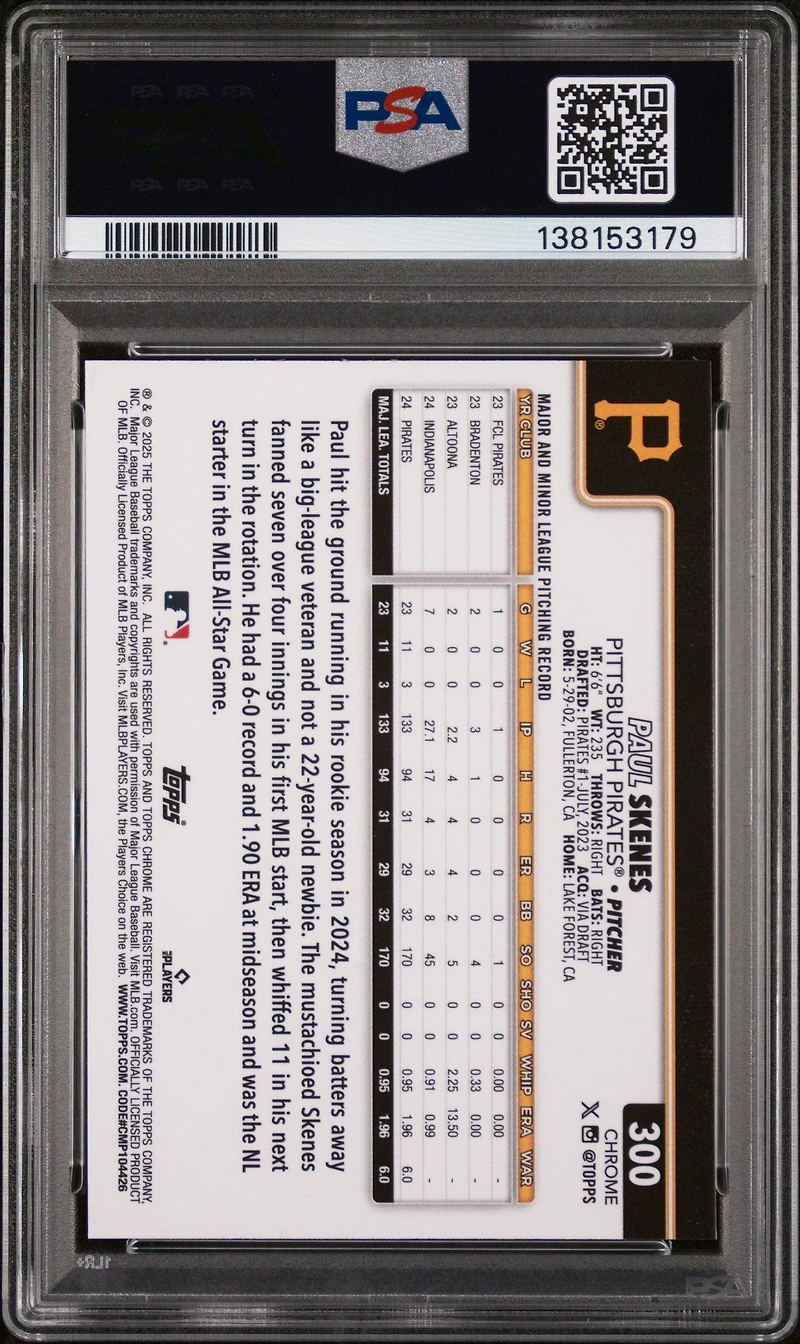 PSA PSA PSA
PSA
PSA PSA PSA
PSA
138153179
P®
300
CHROME
X @TOPPS
PAUL SKENES
PITTSBURGH PIRATES® • PITCHER
HT: 6'6" WT: 235 THROWS: RIGHT BATS: RIGHT
DRAFTED: PIRATES #1-JULY, 2023 ACQ: VIA DRAFT
BORN: 5-29-02, FULLERTON, CA HOME: LAKE FOREST, CA
MAJOR AND MINOR LEAGUE PITCHING RECORD
YR CLUB G W L IP H R ER BB SO SHO SV WHIP ERA WAR
23 FCL PIRATES 1 0 0 1 0 0 0 0 1 0 0 0.00 0.00 -
23 BRADENTON 2 0 0 3 1 0 0 0 4 0 0 0.33 0.00 -
23 ALTOONA 2 0 0 2.2 4 4 4 2 5 0 0 2.25 13.50 -
24 INDIANAPOLIS 7 0 0 27.1 17 4 3 8 45 0 0 0.91 0.99 -
24 PIRATES 23 11 3 133 94 31 29 32 170 0 0 0.95 1.96 6.0
MAJ. LEA. TOTALS 23 11 3 133 94 31 29 32 170 0 0 0.95 1.96 6.0
Paul hit the ground running in his rookie season in 2024, turning batters away
like a big-league veteran and not a 22-year-old newbie. The mustachioed Skenes
fanned seven over four innings in his first MLB start, then whiffed 11 in his next
turn in the rotation. He had a 6-0 record and 1.90 ERA at midseason and was the NL
starter in the MLB All-Star Game.
topps®
PLAYERS
® & © 2025 THE TOPPS COMPANY, INC. ALL RIGHTS RESERVED. TOPPS AND TOPPS CHROME ARE REGISTERED TRADEMARKS OF THE TOPPS COMPANY,
INC. Major League Baseball trademarks and copyrights are used with permission of Major League Baseball. Visit MLB.com. OFFICIALLY LICENSED PRODUCT
OF MLB. Officially Licensed Product of MLB Players, Inc. Visit MLBPLAYERS.COM, the Players Choice on the web. WWW.TOPPS.COM. CODE#CMP104426
1LR+
PSA